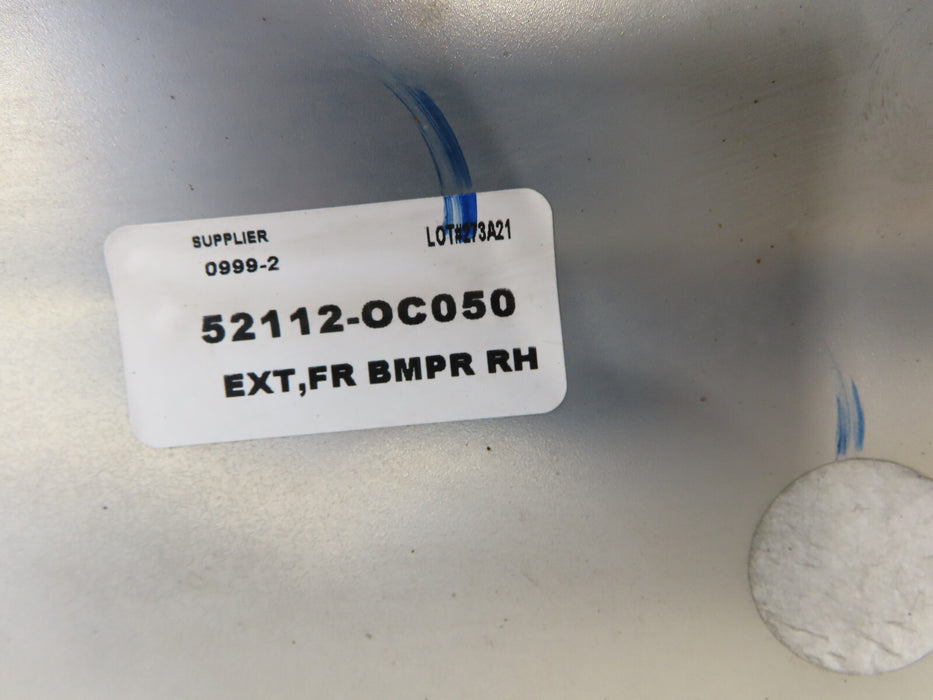 SUPPLIER
LOT#273A21
0999-2
52112-OC050
EXT,FR BMPR RH